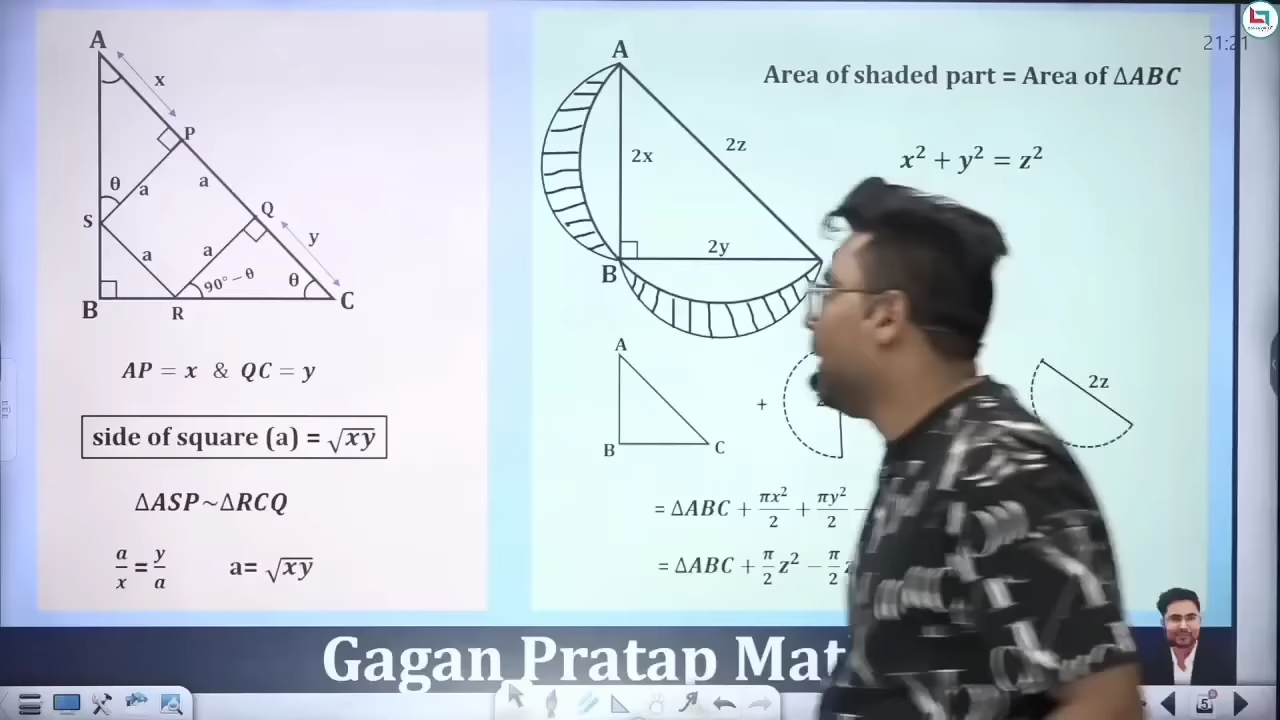 21:21
A
x
P
θ
a
a
S
Q
a
a
y
90° − θ
θ
B
R
C
AP = x & QC = y
side of square (a) = √xy
ΔASP~ΔRCQ
a/x = y/a a= √xy
A
Area of shaded part = Area of ΔABC
2x
2z
x² + y² = z²
2y
B
A
+
2z
B
C
= ΔABC + πx²/2 + πy²/2 −
= ΔABC + π/2 z² − π/2
Gagan Pratap Mat
5